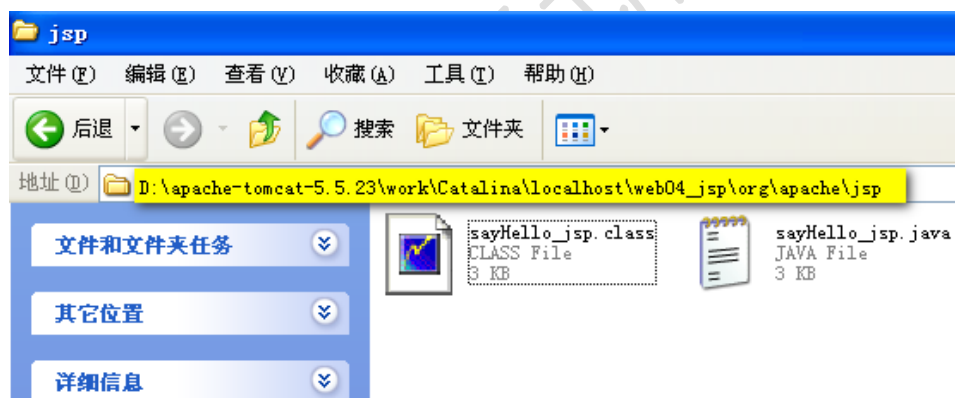 jsp
文件(F) 编辑(E) 查看(V) 收藏(A) 工具(T) 帮助(H)
后退 搜索 文件夹
地址(D) D:\apache-tomcat-5.5.23\work\Catalina\localhost\web04_jsp\org\apache\jsp
文件和文件夹任务
其它位置
详细信息
sayHello_jsp.class
CLASS File
3 KB
sayHello_jsp.java
JAVA File
3 KB